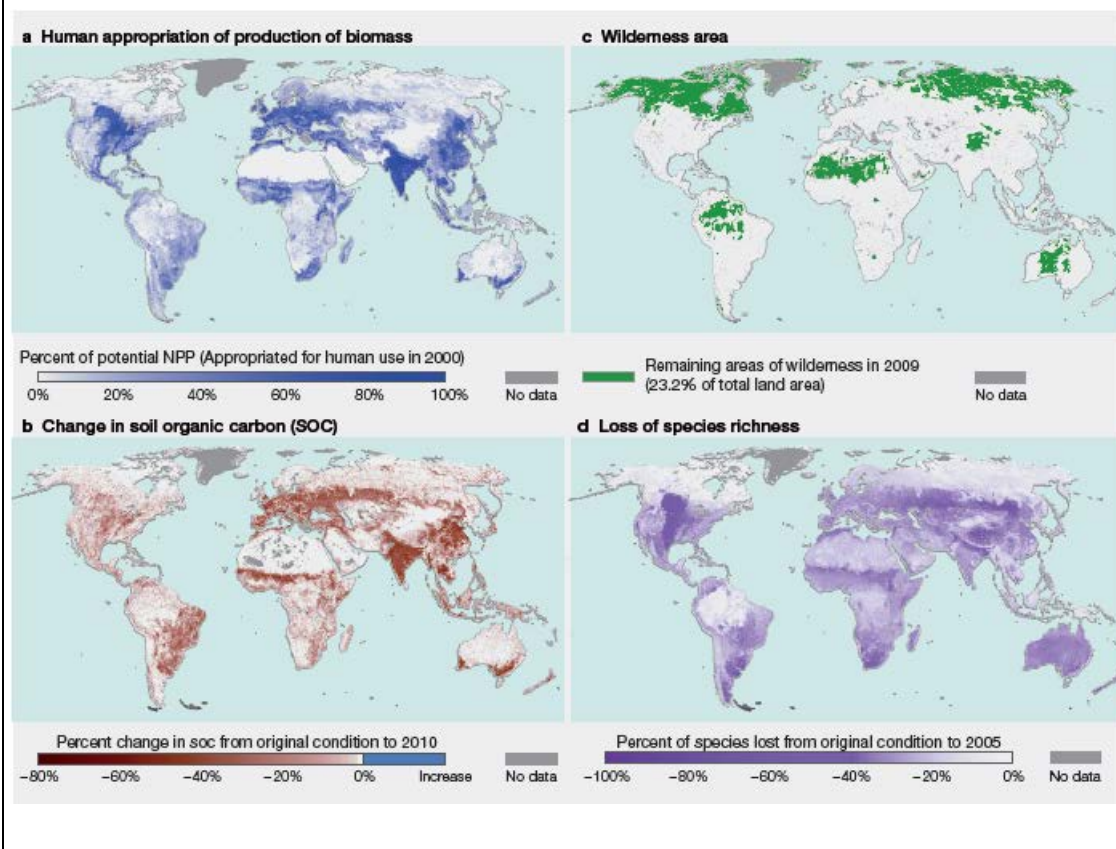 a Human appropriation of production of biomass
c Wilderness area
Percent of potential NPP (Appropriated for human use in 2000)
0% 20% 40% 60% 80% 100% No data
Remaining areas of wilderness in 2009
(23.2% of total land area)
No data
b Change in soil organic carbon (SOC)
d Loss of species richness
Percent change in soc from original condition to 2010
−80% −60% −40% −20% 0% Increase No data
Percent of species lost from original condition to 2005
−100% −80% −60% −40% −20% 0% No data